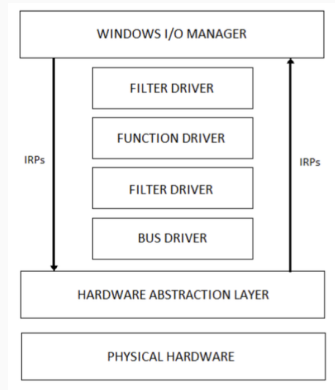 WINDOWS I/O MANAGER
FILTER DRIVER
FUNCTION DRIVER
IRPs
IRPs
FILTER DRIVER
BUS DRIVER
HARDWARE ABSTRACTION LAYER
PHYSICAL HARDWARE